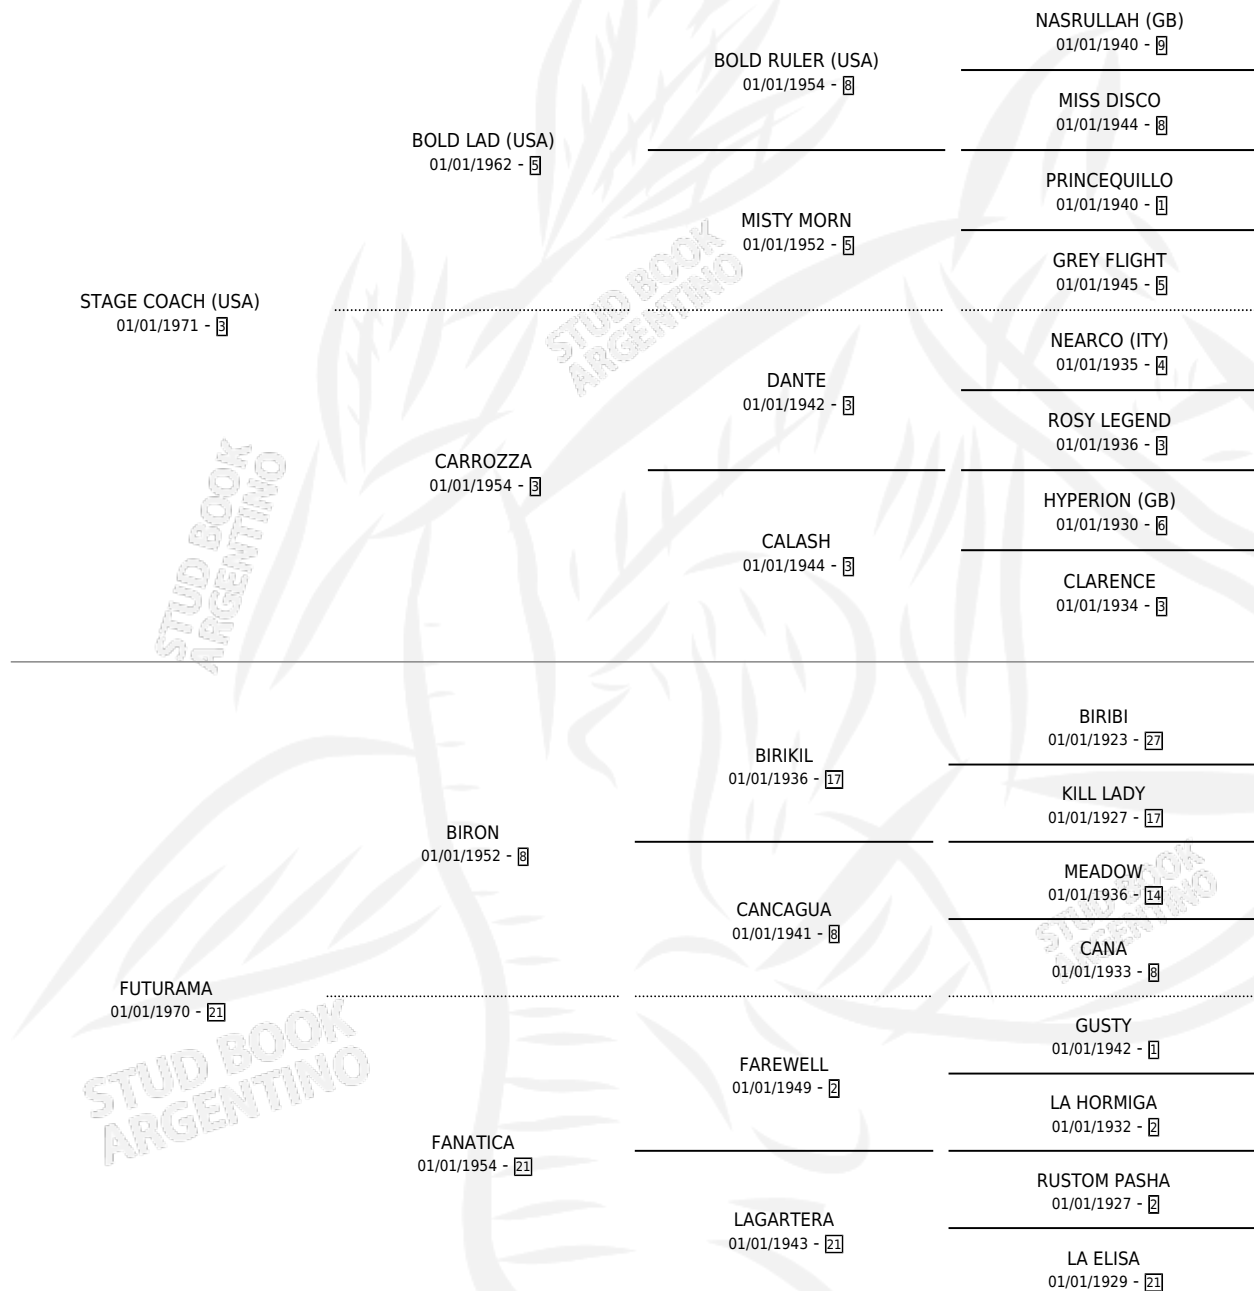 NASRULLAH (GB)
01/01/1940 - 9
BOLD RULER (USA)
01/01/1954 - 8
MISS DISCO
01/01/1944 - 8
BOLD LAD (USA)
01/01/1962 - 5
PRINCEQUILLO
01/01/1940 - 1
MISTY MORN
01/01/1952 - 5
GREY FLIGHT
01/01/1945 - 5
STAGE COACH (USA)
01/01/1971 - 3
NEARCO (ITY)
01/01/1935 - 4
DANTE
01/01/1942 - 3
ROSY LEGEND
01/01/1936 - 3
CARROZZA
01/01/1954 - 3
HYPERION (GB)
01/01/1930 - 6
CALASH
01/01/1944 - 3
CLARENCE
01/01/1934 - 3
BIRIBI
01/01/1923 - 27
BIRIKIL
01/01/1936 - 17
KILL LADY
01/01/1927 - 17
BIRON
01/01/1952 - 8
MEADOW
01/01/1936 - 14
CANCAGUA
01/01/1941 - 8
CANA
01/01/1933 - 8
FUTURAMA
01/01/1970 - 21
GUSTY
01/01/1942 - 1
FAREWELL
01/01/1949 - 2
LA HORMIGA
01/01/1932 - 2
FANATICA
01/01/1954 - 21
RUSTOM PASHA
01/01/1927 - 2
LAGARTERA
01/01/1943 - 21
LA ELISA
01/01/1929 - 21
STUD BOOK
ARGENTINO
STUD BOOK
ARGENTINO
STUD BOOK
ARGENTINO
STUD BOOK
ARGENTINO